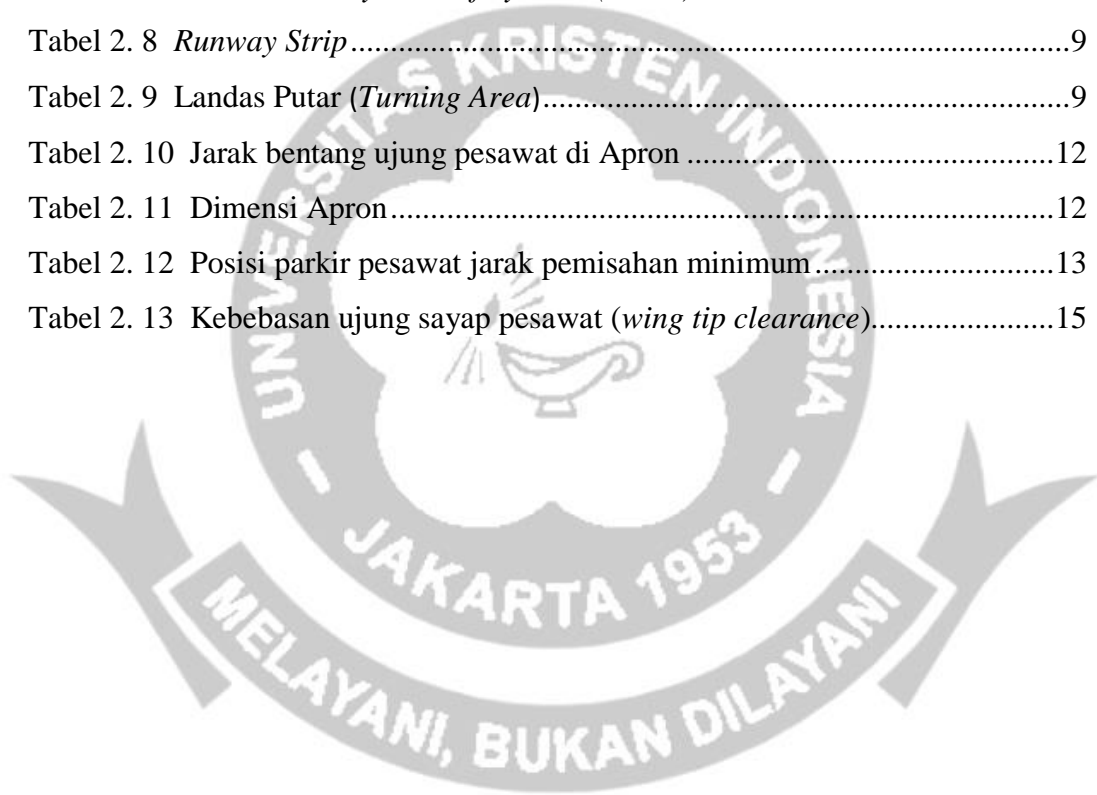 Tabel 2. 8 Runway Strip.......................................................................................9
Tabel 2. 9 Landas Putar (Turning Area)..................................................................9
Tabel 2. 10 Jarak bentang ujung pesawat di Apron ................................................12
Tabel 2. 11 Dimensi Apron.....................................................................................12
Tabel 2. 12 Posisi parkir pesawat jarak pemisahan minimum................................13
Tabel 2. 13 Kebebasan ujung sayap pesawat (wing tip clearance).......................15
UNIVERSITAS KRISTEN INDONESIA
- JAKARTA 1953 -
MELAYANI, BUKAN DILAYANI